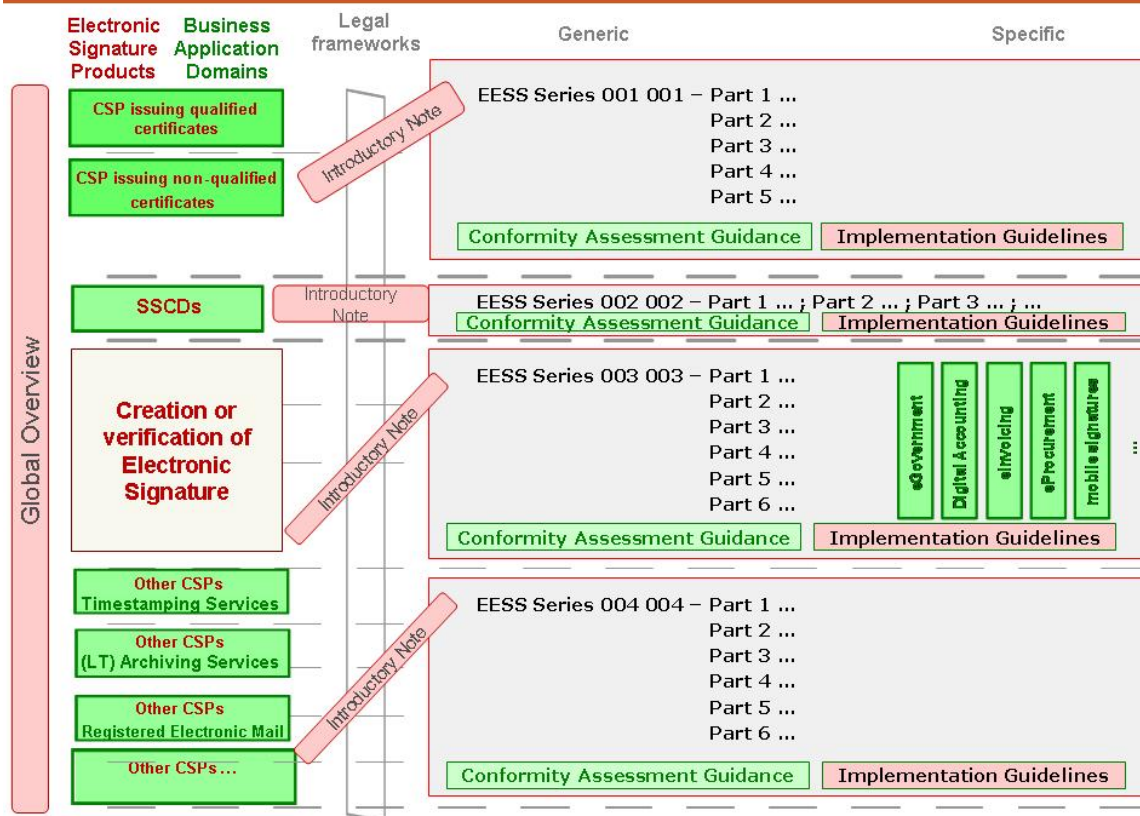 Electronic
Signature
Products
Business
Application
Domains
Legal
frameworks
Generic
Specific
Global Overview
CSP issuing qualified
certificates
CSP issuing non-qualified
certificates
Introductory Note
EESS Series 001 001 – Part 1 ...
Part 2 ...
Part 3 ...
Part 4 ...
Part 5 ...
Conformity Assessment Guidance
Implementation Guidelines
SSCDs
Introductory
Note
EESS Series 002 002 – Part 1 ... ; Part 2 ... ; Part 3 ... ; ...
Conformity Assessment Guidance
Implementation Guidelines
Creation or
verification of
Electronic
Signature
Introductory Note
EESS Series 003 003 – Part 1 ...
Part 2 ...
Part 3 ...
Part 4 ...
Part 5 ...
Part 6 ...
eGovernment
Digital Accounting
eInvoicing
eProcurement
mobile signatures
...
Conformity Assessment Guidance
Implementation Guidelines
Other CSPs
Timestamping Services
Other CSPs
(LT) Archiving Services
Other CSPs
Registered Electronic Mail
Other CSPs ...
Introductory Note
EESS Series 004 004 – Part 1 ...
Part 2 ...
Part 3 ...
Part 4 ...
Part 5 ...
Part 6 ...
Conformity Assessment Guidance
Implementation Guidelines